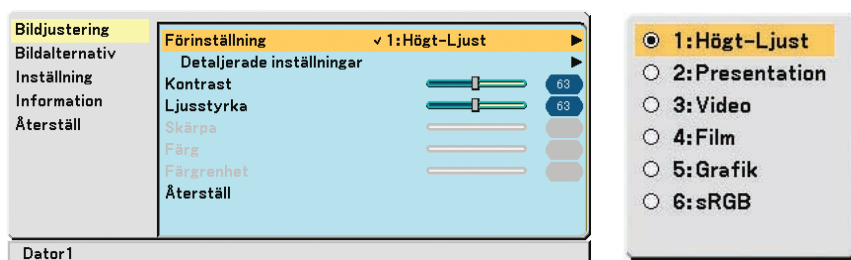 Bildjustering
Bildalternativ
Inställning
Information
Återställ
Förinställning ✓ 1:Högt-Ljust
Detaljerade inställningar
Kontrast 63
Ljusstyrka 63
Skärpa
Färg
Färgrenhet
Återställ
Dator1
1:Högt-Ljust
2:Presentation
3:Video
4:Film
5:Grafik
6:sRGB